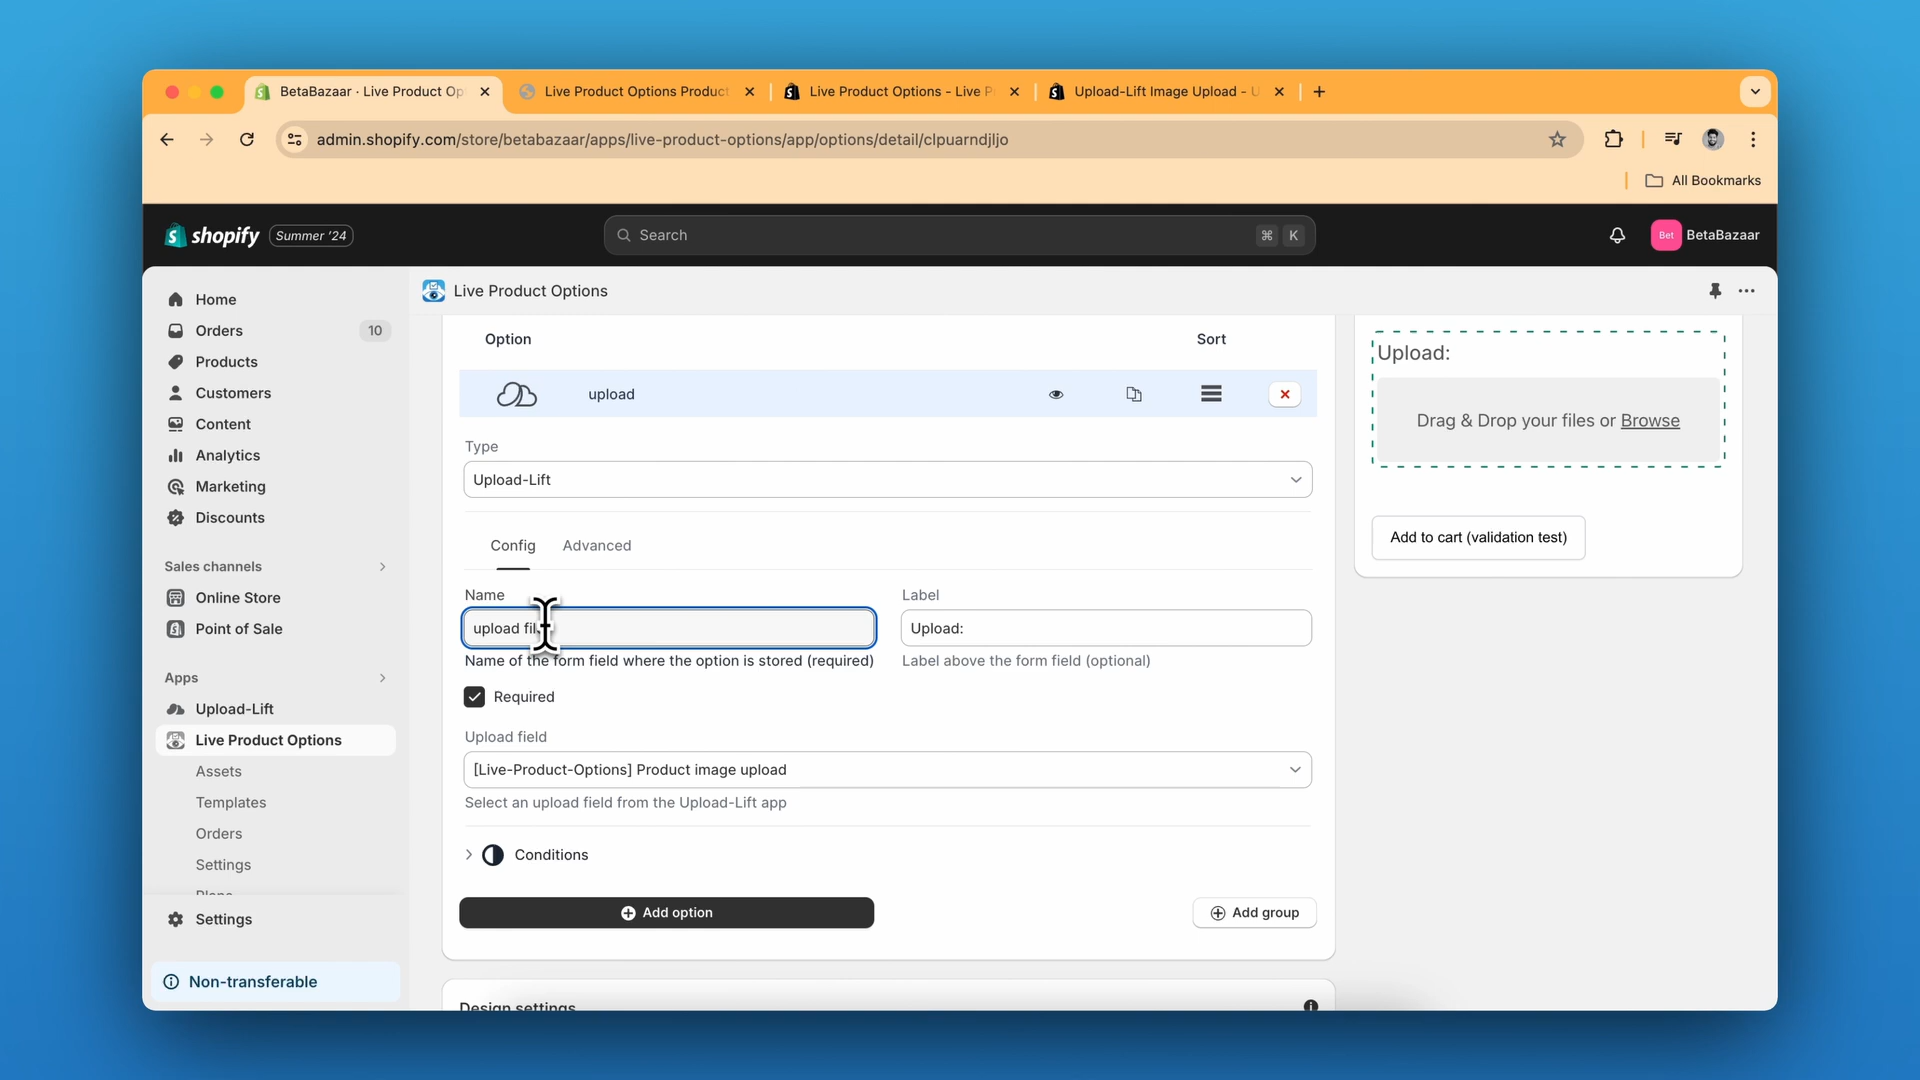 BetaBazaar · Live Product Op
Live Product Options Product
Live Product Options - Live P
Upload-Lift Image Upload - U
admin.shopify.com/store/betabazaar/apps/live-product-options/app/options/detail/clpuarndjljo
All Bookmarks
shopify
Summer '24
Search
⌘ K
Bet
BetaBazaar
Home
Orders
10
Products
Customers
Content
Analytics
Marketing
Discounts
Sales channels
Online Store
Point of Sale
Apps
Upload-Lift
Live Product Options
Assets
Templates
Orders
Settings
Plans
Settings
Non-transferable
Live Product Options
Option
Sort
upload
Type
Upload-Lift
Config
Advanced
Name
Label
upload fil
Upload:
Name of the form field where the option is stored (required)
Label above the form field (optional)
Required
Upload field
[Live-Product-Options] Product image upload
Select an upload field from the Upload-Lift app
Conditions
Add option
Add group
Design settings
Upload:
Drag & Drop your files or Browse
Add to cart (validation test)